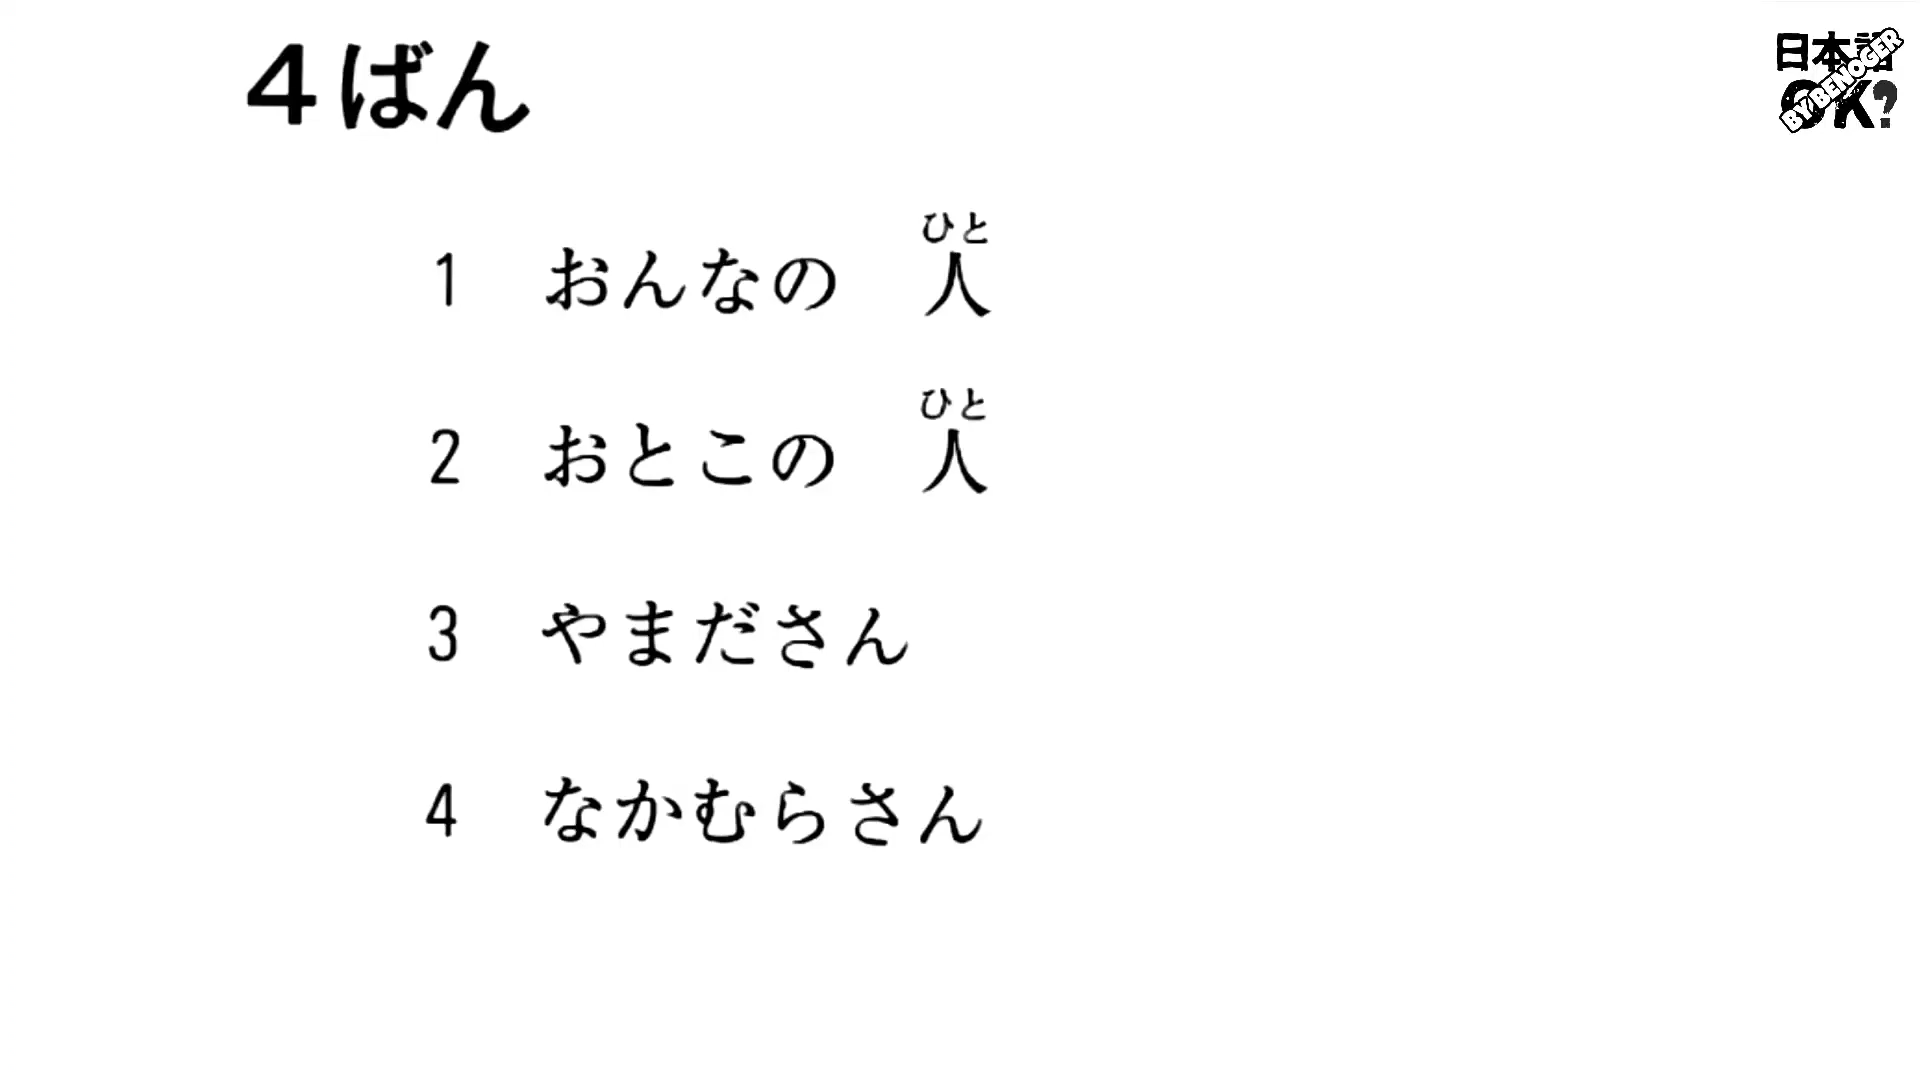 4ばん
日本語
OK?
BY BENOGER
ひと
1 おんなの 人
ひと
2 おとこの 人
3 やまださん
4 なかむらさん